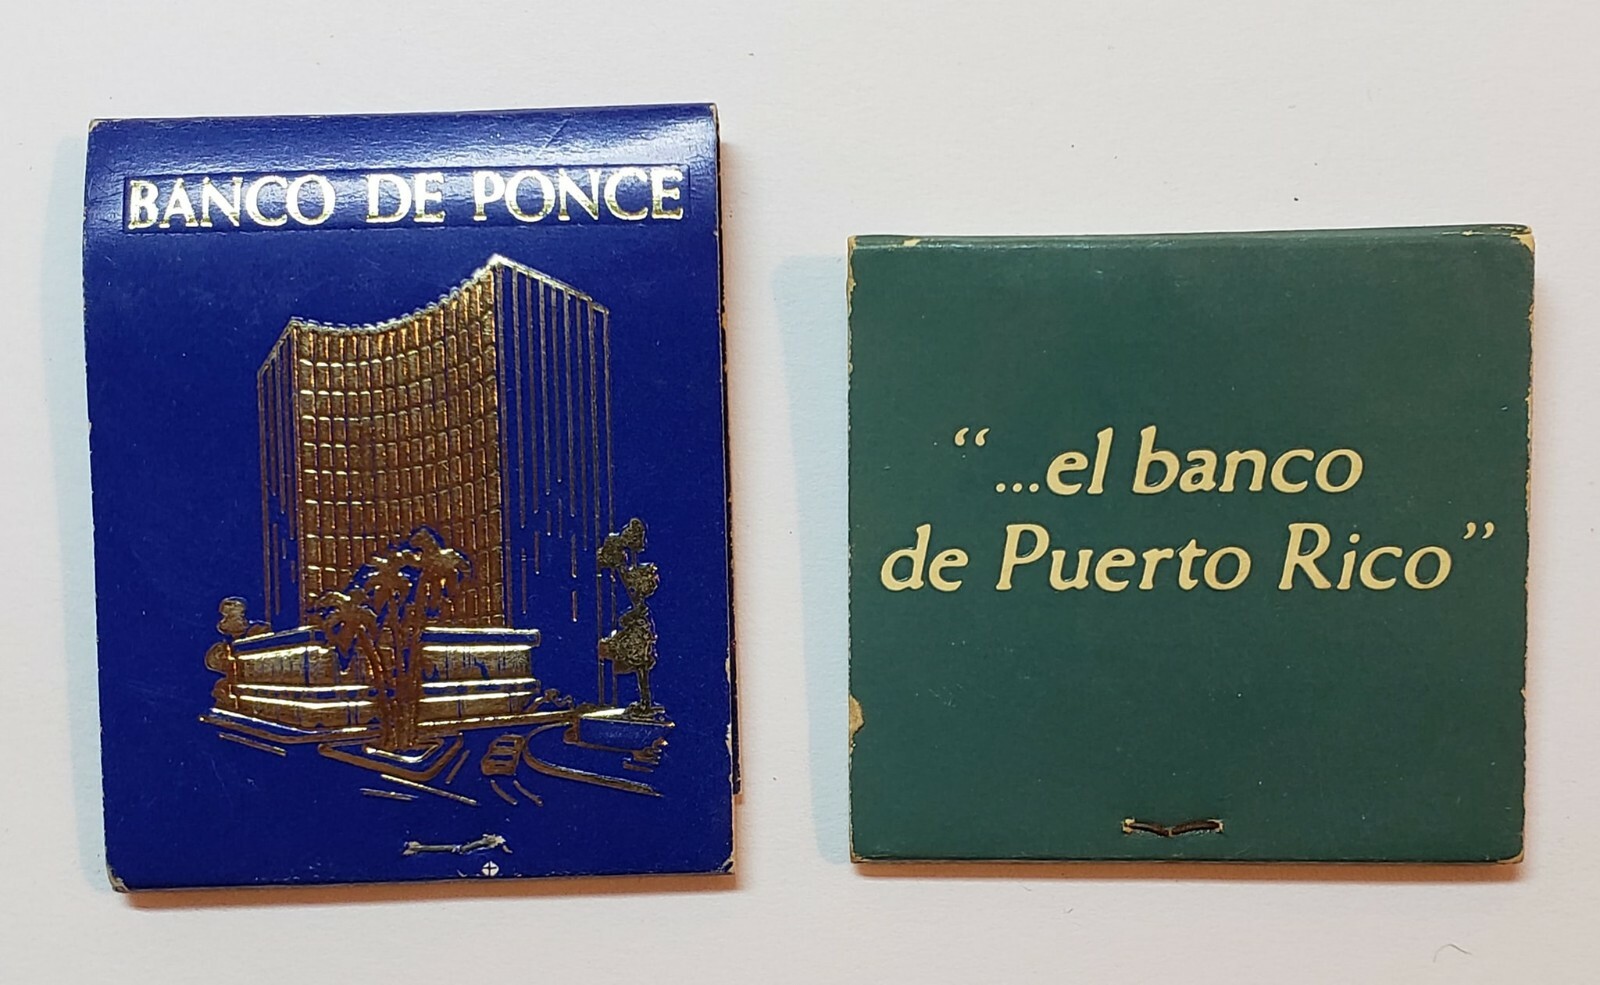 BANCO DE PONCE
“...el banco
de Puerto Rico”